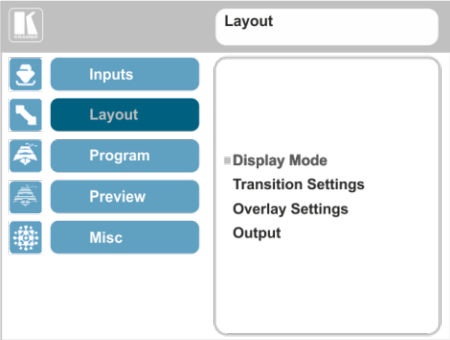 K
Layout
Inputs
Layout
Program
Preview
Misc
Display Mode
Transition Settings
Overlay Settings
Output